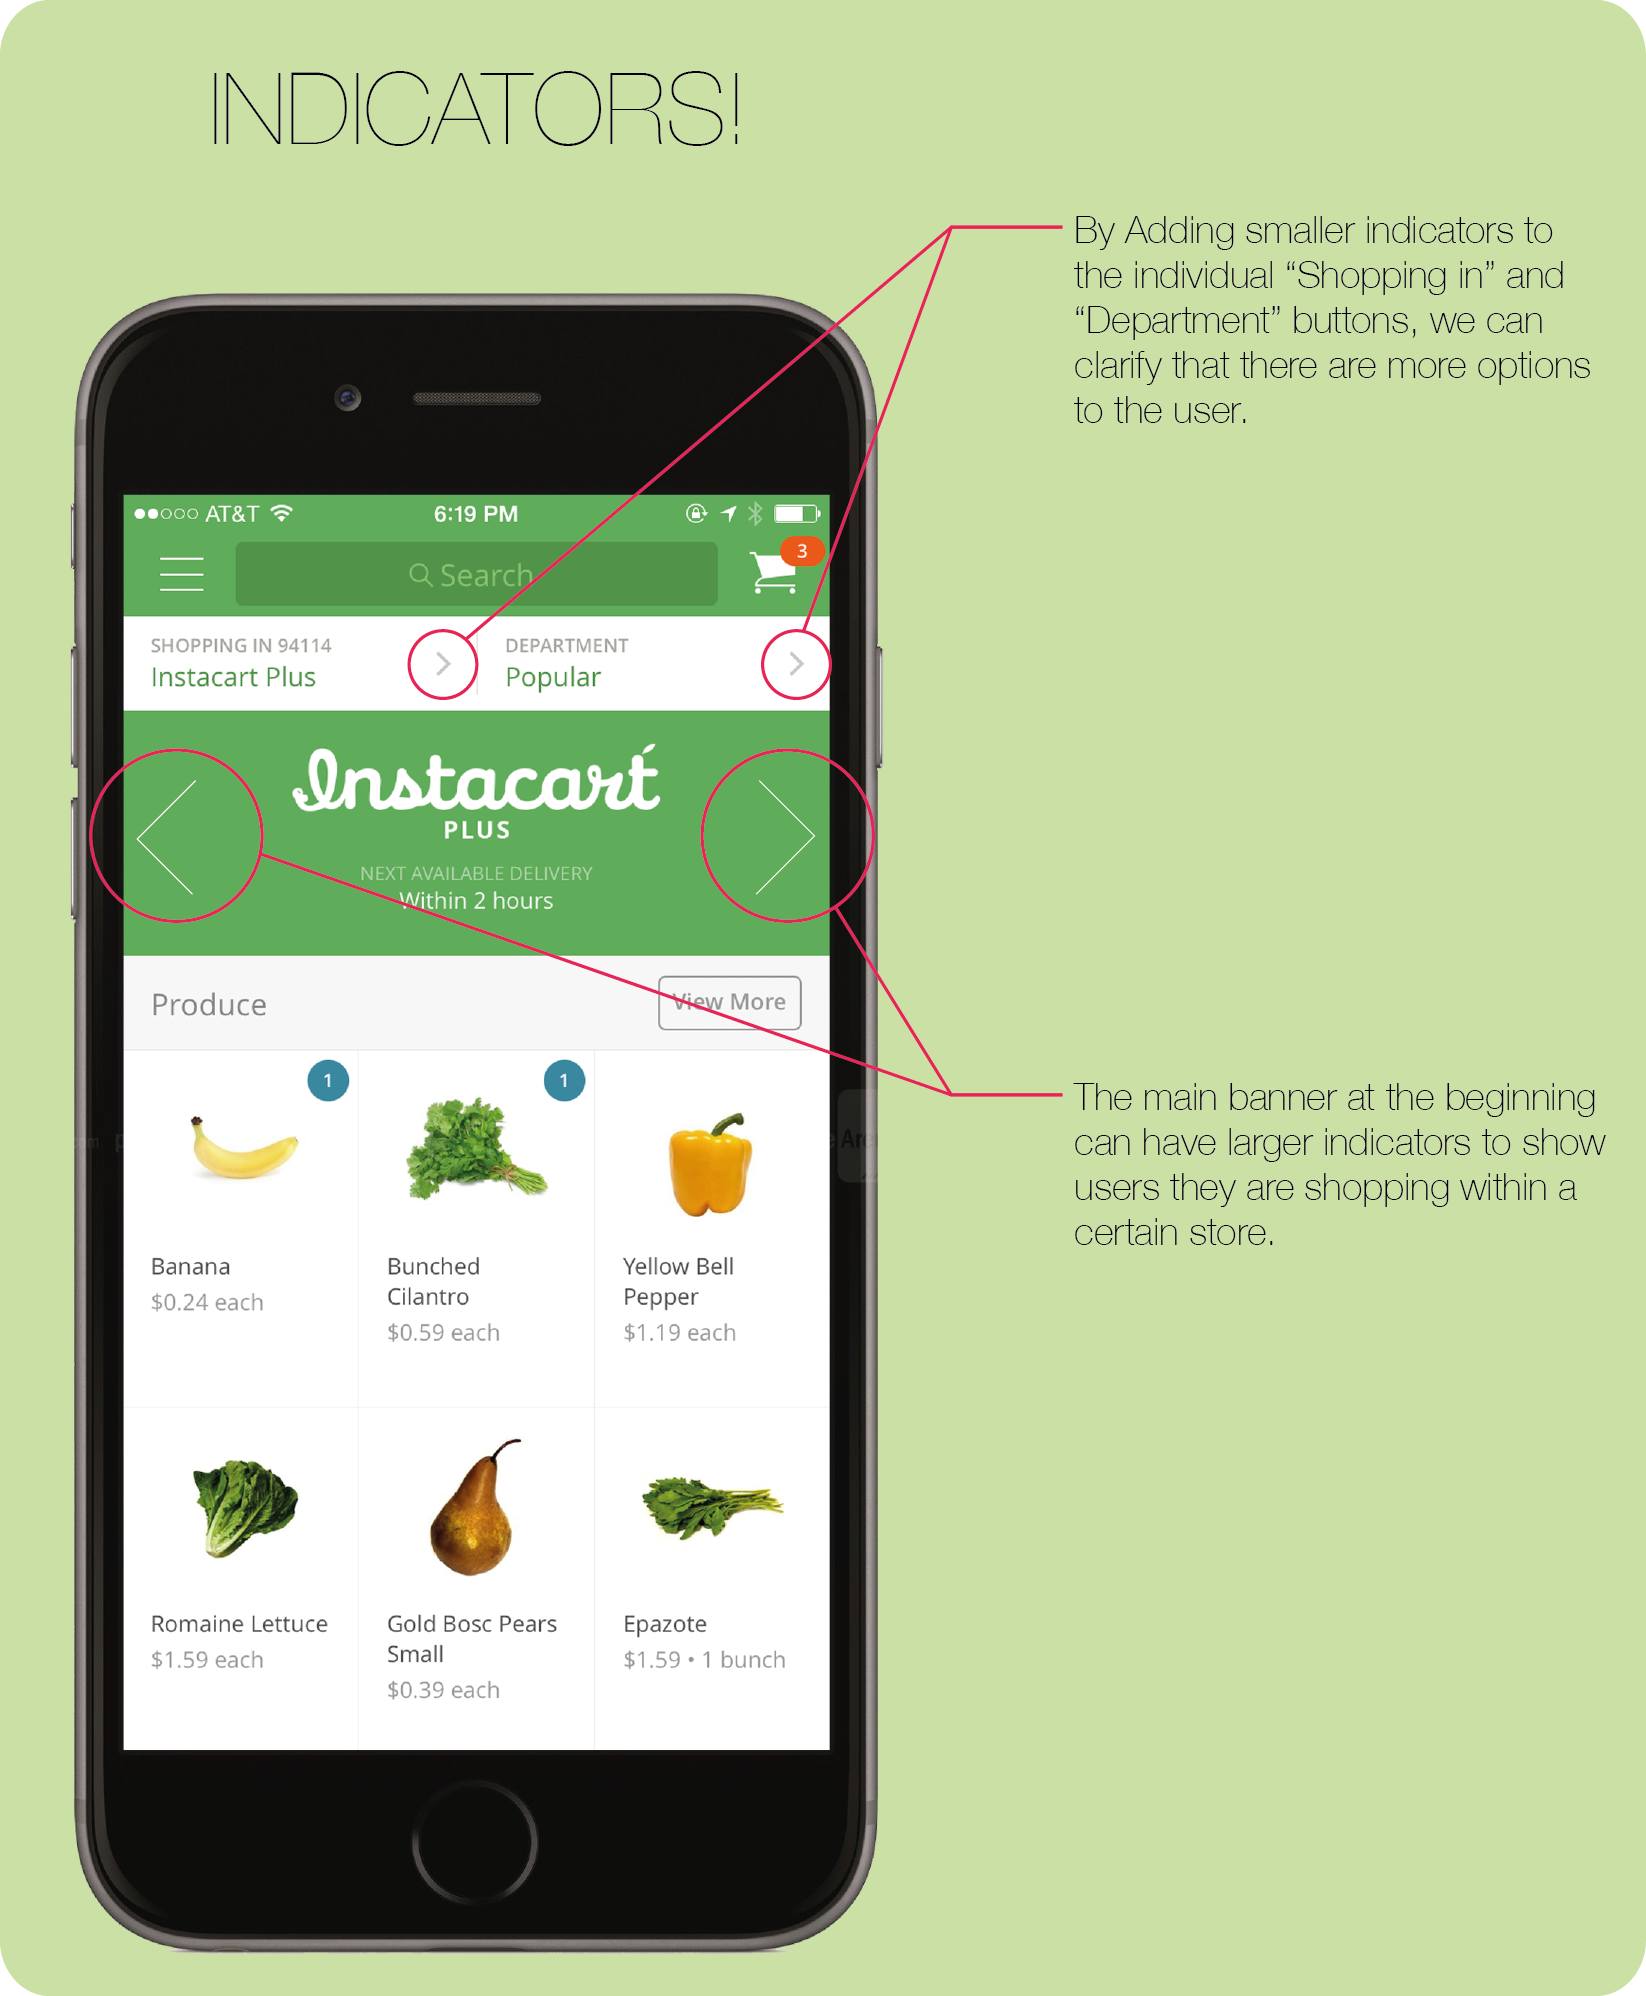 INDICATORS!
By Adding smaller indicators to
the individual “Shopping in” and
“Department” buttons, we can
clarify that there are more options
to the user.
AT&T
6:19 PM
Search
3
SHOPPING IN 94114
Instacart Plus
DEPARTMENT
Popular
Instacart
PLUS
NEXT AVAILABLE DELIVERY
Within 2 hours
Produce
View More
The main banner at the beginning
can have larger indicators to show
users they are shopping within a
certain store.
1
1
Banana
$0.24 each
Bunched
Cilantro
$0.59 each
Yellow Bell
Pepper
$1.19 each
Romaine Lettuce
$1.59 each
Gold Bosc Pears
Small
$0.39 each
Epazote
$1.59 • 1 bunch